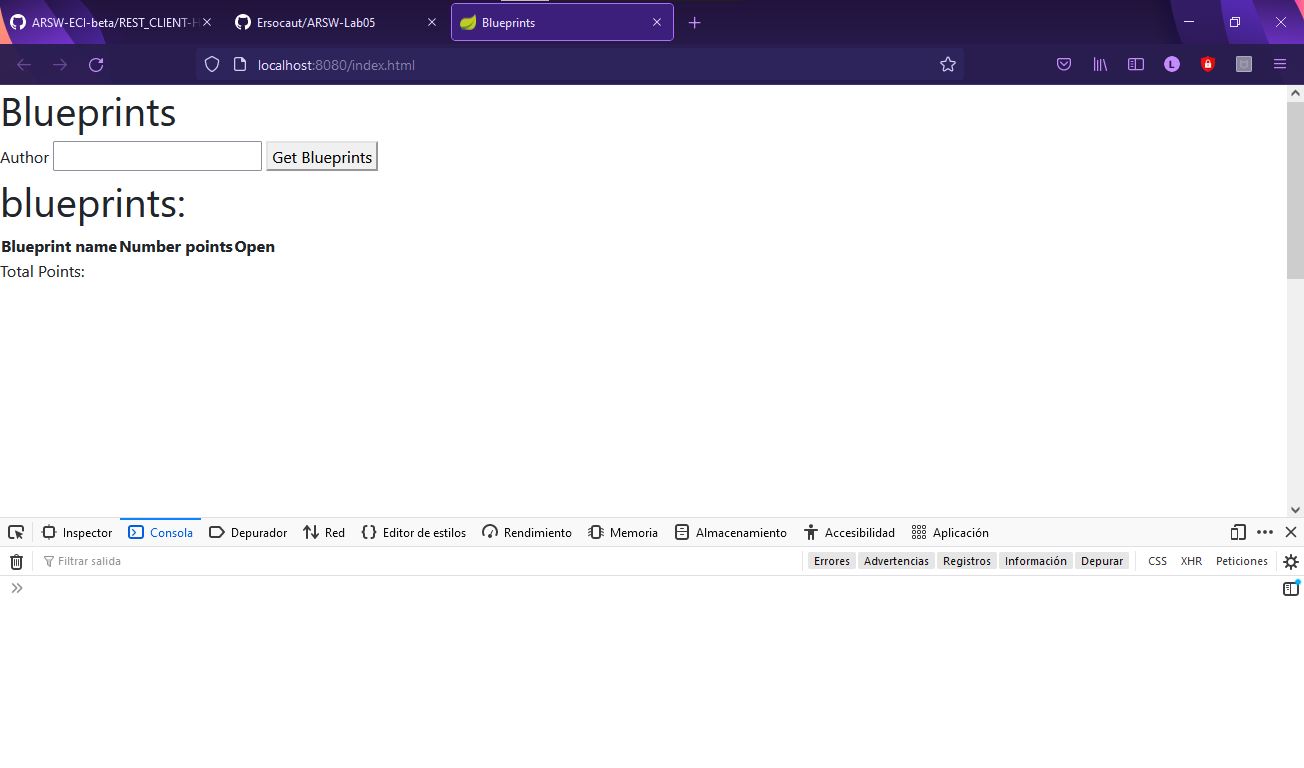 ARSW-ECI-beta/REST_CLIENT-H
Ersocaut/ARSW-Lab05
Blueprints
localhost:8080/index.html
L
Blueprints
Author Get Blueprints
blueprints:
Blueprint name Number points Open
Total Points:
Inspector Consola Depurador Red Editor de estilos Rendimiento Memoria Almacenamiento Accesibilidad Aplicación
Filtrar salida Errores Advertencias Registros Información Depurar CSS XHR Peticiones